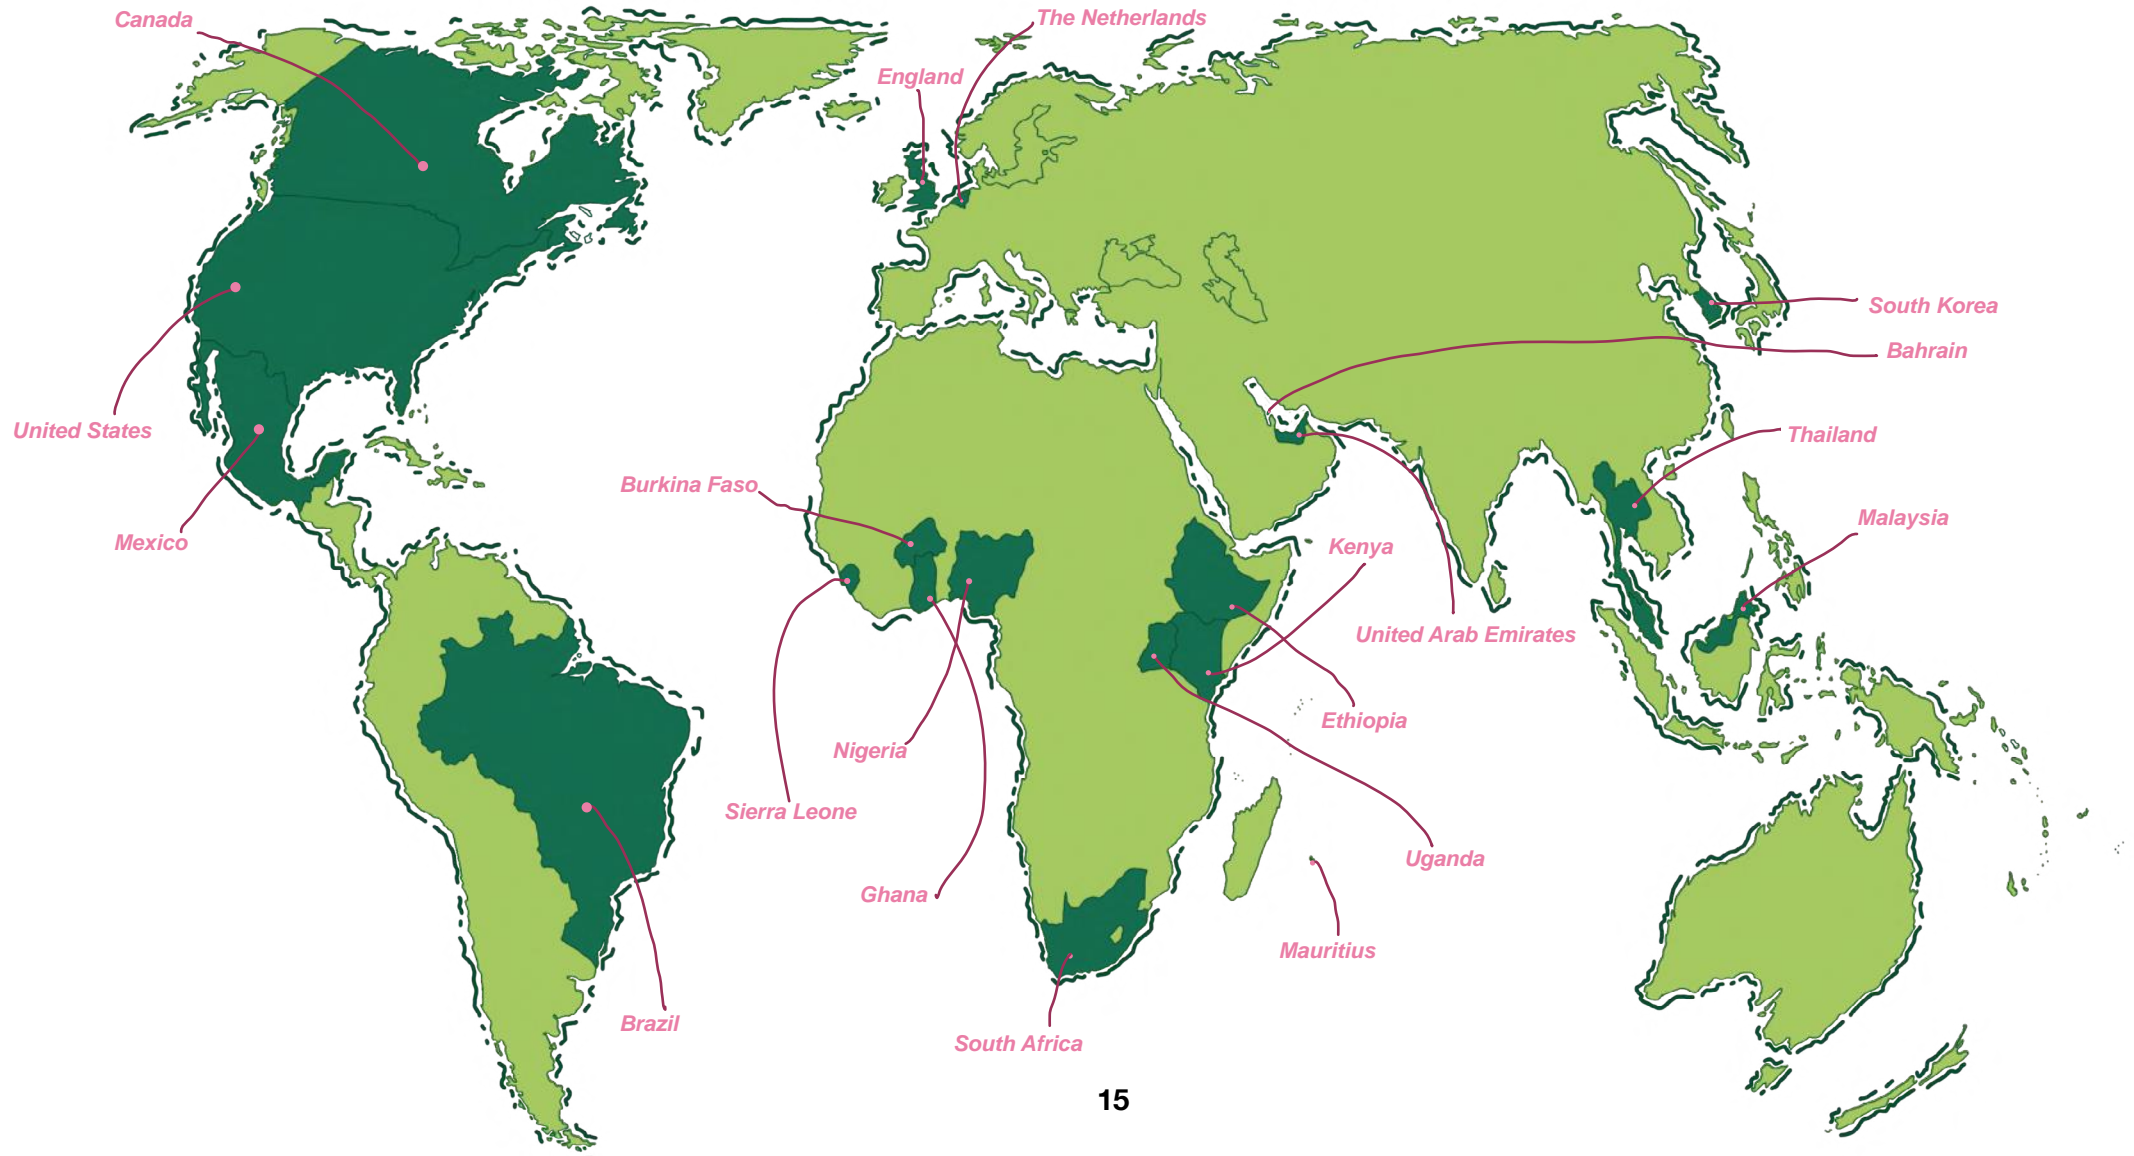 Canada
The Netherlands
England
South Korea
Bahrain
United States
Thailand
Burkina Faso
Malaysia
Mexico
Kenya
United Arab Emirates
Ethiopia
Nigeria
Sierra Leone
Uganda
Ghana
Mauritius
Brazil
South Africa
15